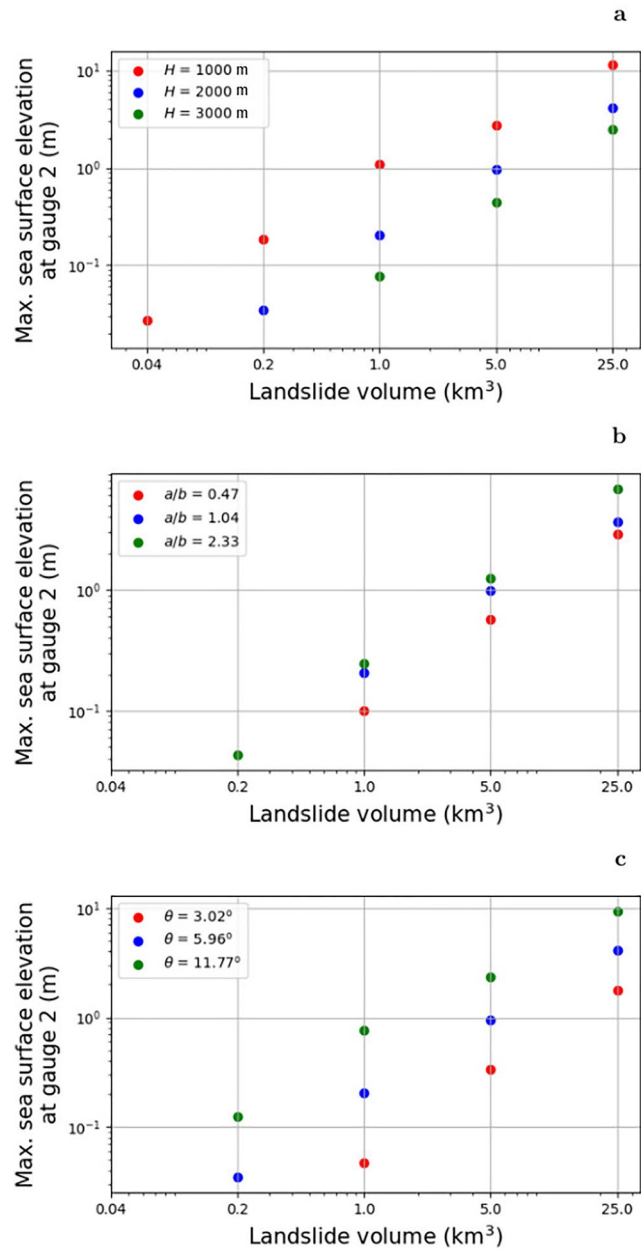 a
H = 1000 m
H = 2000 m
H = 3000 m
10¹
10⁰
10⁻¹
Max. sea surface elevation
at gauge 2 (m)
0.04 0.2 1.0 5.0 25.0
Landslide volume (km³)
b
a/b = 0.47
a/b = 1.04
a/b = 2.33
10⁰
10⁻¹
Max. sea surface elevation
at gauge 2 (m)
0.04 0.2 1.0 5.0 25.0
Landslide volume (km³)
c
θ = 3.02⁰
θ = 5.96⁰
θ = 11.77⁰
10¹
10⁰
10⁻¹
Max. sea surface elevation
at gauge 2 (m)
0.04 0.2 1.0 5.0 25.0
Landslide volume (km³)